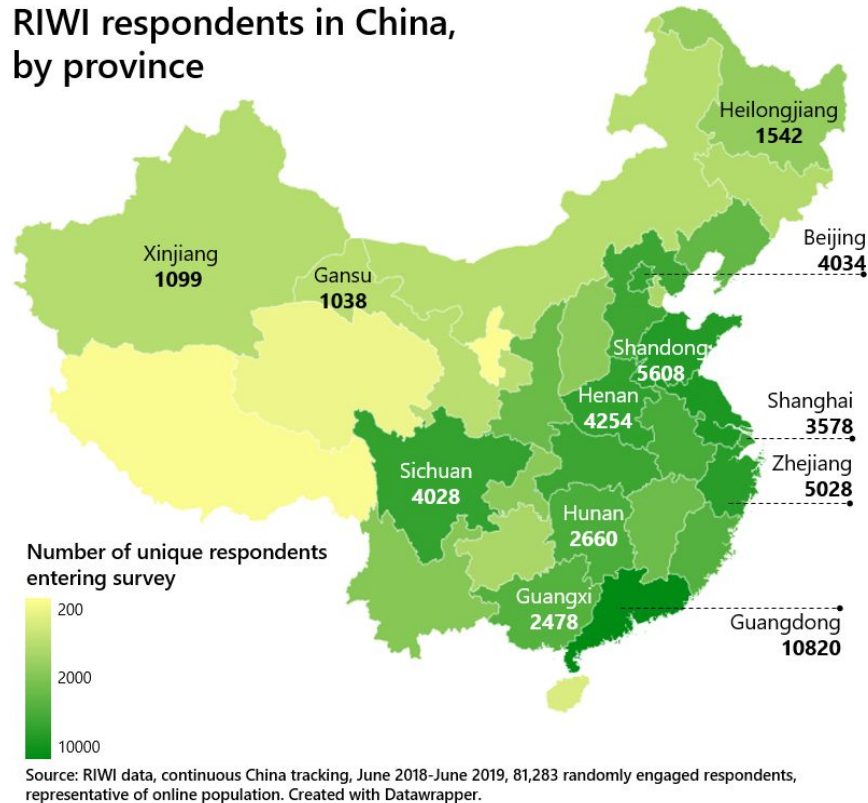 RIWI respondents in China,
by province
Heilongjiang
1542
Beijing
4034
Xinjiang
1099
Gansu
1038
Shandong
5608
Henan
4254
Shanghai
3578
Zhejiang
5028
Sichuan
4028
Hunan
2660
Guangxi
2478
Guangdong
10820
Number of unique respondents
entering survey
200
2000
10000
Source: RIWI data, continuous China tracking, June 2018-June 2019, 81,283 randomly engaged respondents,
representative of online population. Created with Datawrapper.